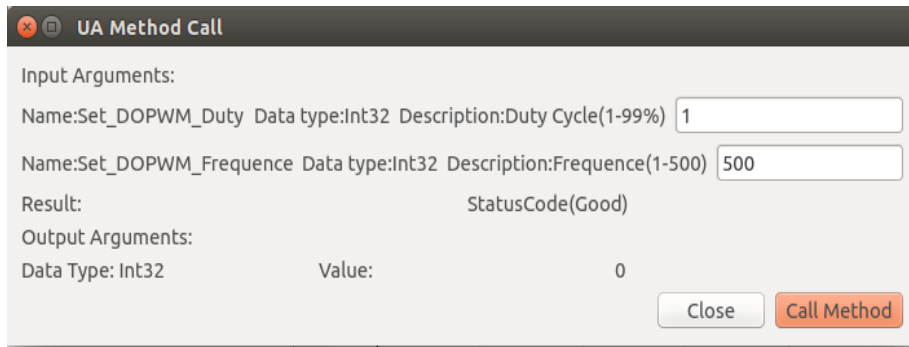 UA Method Call
Input Arguments:
Name:Set_DOPWM_Duty Data type:Int32 Description:Duty Cycle(1-99%) 1
Name:Set_DOPWM_Frequence Data type:Int32 Description:Frequence(1-500) 500
Result: StatusCode(Good)
Output Arguments:
Data Type: Int32 Value: 0
Close Call Method